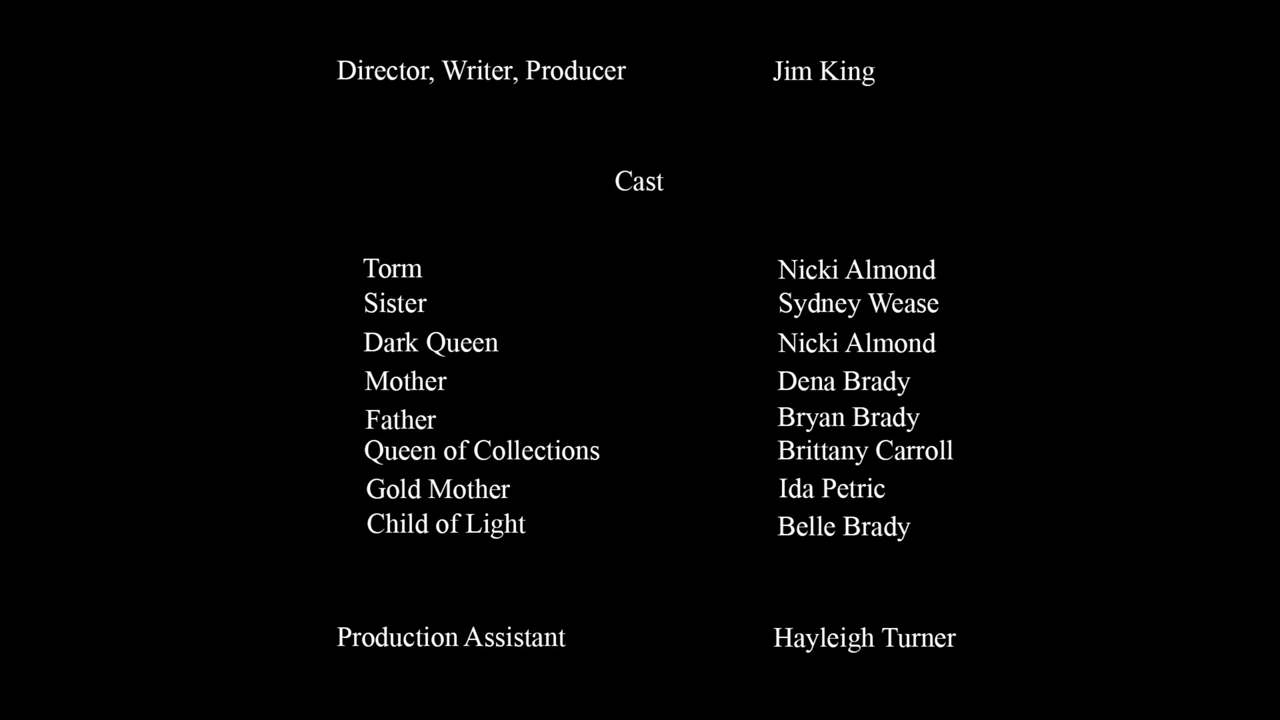 Director, Writer, Producer Jim King
Cast
Torm Nicki Almond
Sister Sydney Wease
Dark Queen Nicki Almond
Mother Dena Brady
Father Bryan Brady
Queen of Collections Brittany Carroll
Gold Mother Ida Petric
Child of Light Belle Brady
Production Assistant Hayleigh Turner